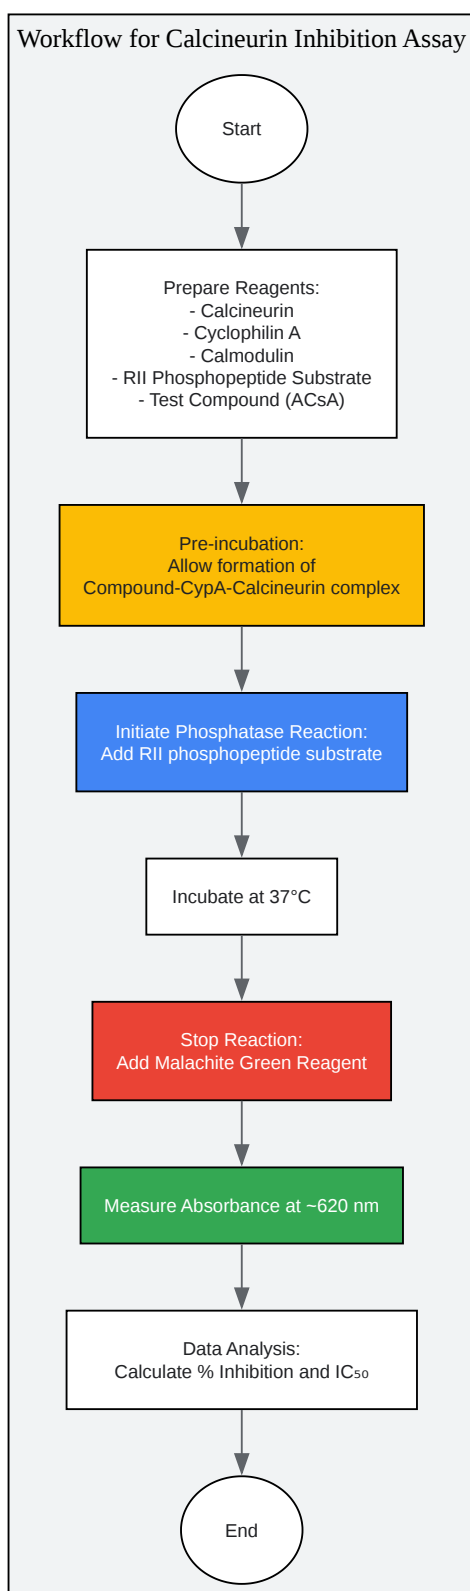 Workflow for Calcineurin Inhibition Assay
Start
Prepare Reagents:
- Calcineurin
- Cyclophilin A
- Calmodulin
- RII Phosphopeptide Substrate
- Test Compound (ACsA)
Pre-incubation:
Allow formation of
Compound-CypA-Calcineurin complex
Initiate Phosphatase Reaction:
Add RII phosphopeptide substrate
Incubate at 37°C
Stop Reaction:
Add Malachite Green Reagent
Measure Absorbance at ~620 nm
Data Analysis:
Calculate % Inhibition and IC₅₀
End